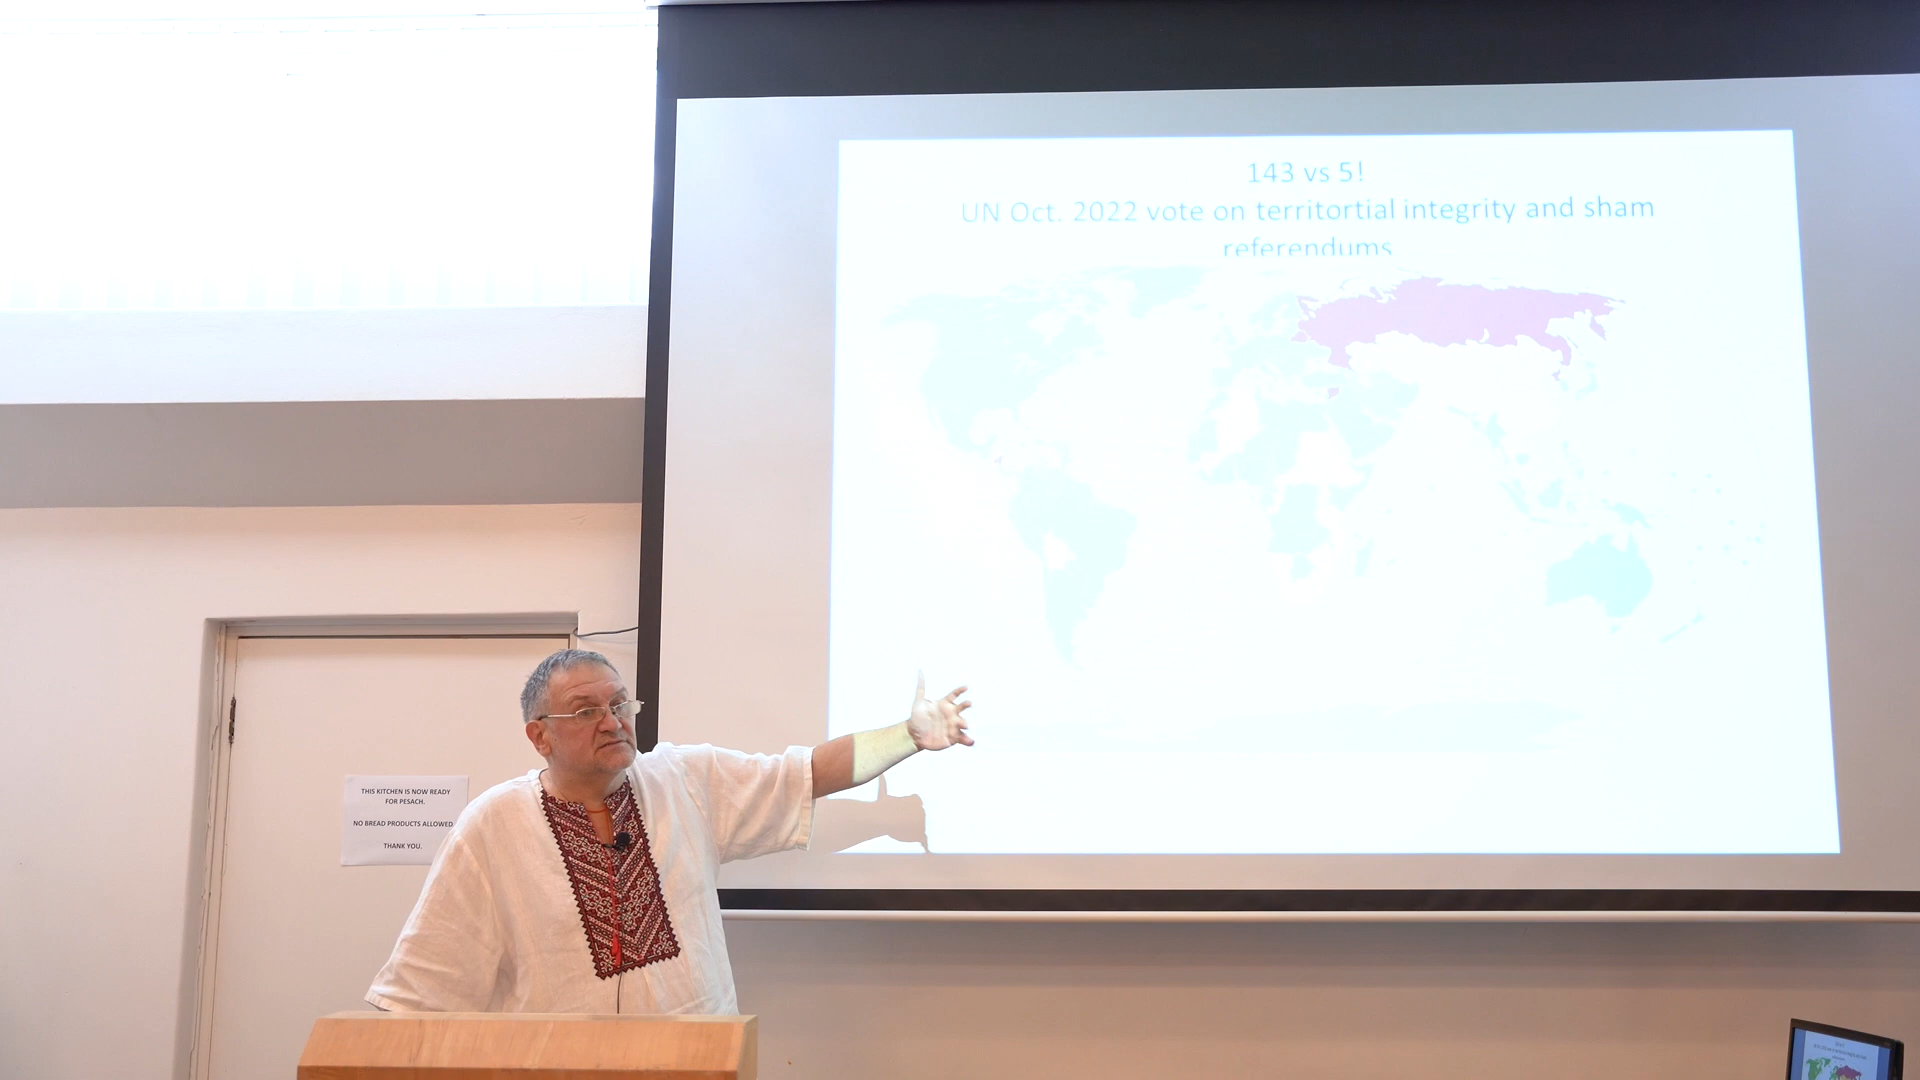 143 vs 5!
UN Oct. 2022 vote on territortial integrity and sham
referendums
THIS KITCHEN IS NOW READY
FOR PESACH.
NO BREAD PRODUCTS ALLOWED.
THANK YOU.